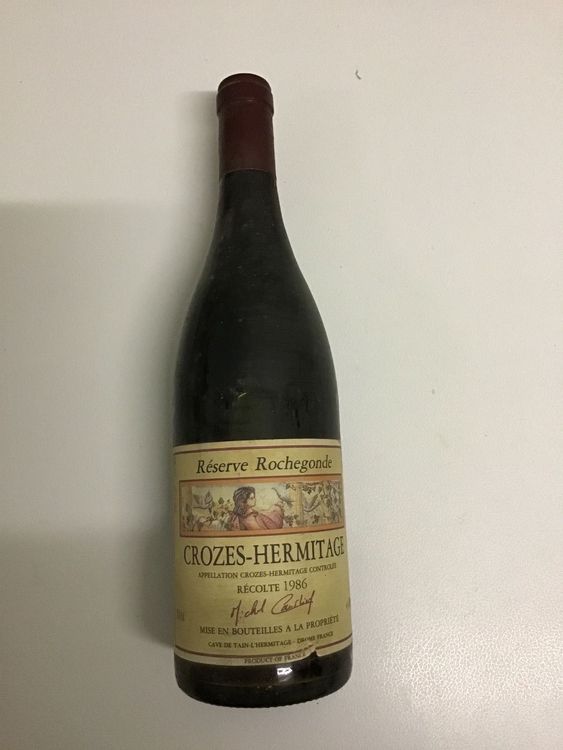 Réserve Rochegonde
CROZES-HERMITAGE
APPELLATION CROZES-HERMITAGE CONTROLÉE
RÉCOLTE 1986
MISE EN BOUTEILLES A LA PROPRIÉTÉ
CAVE DE TAIN-L'HERMITAGE - DROME FRANCE
PRODUCT OF FRANCE